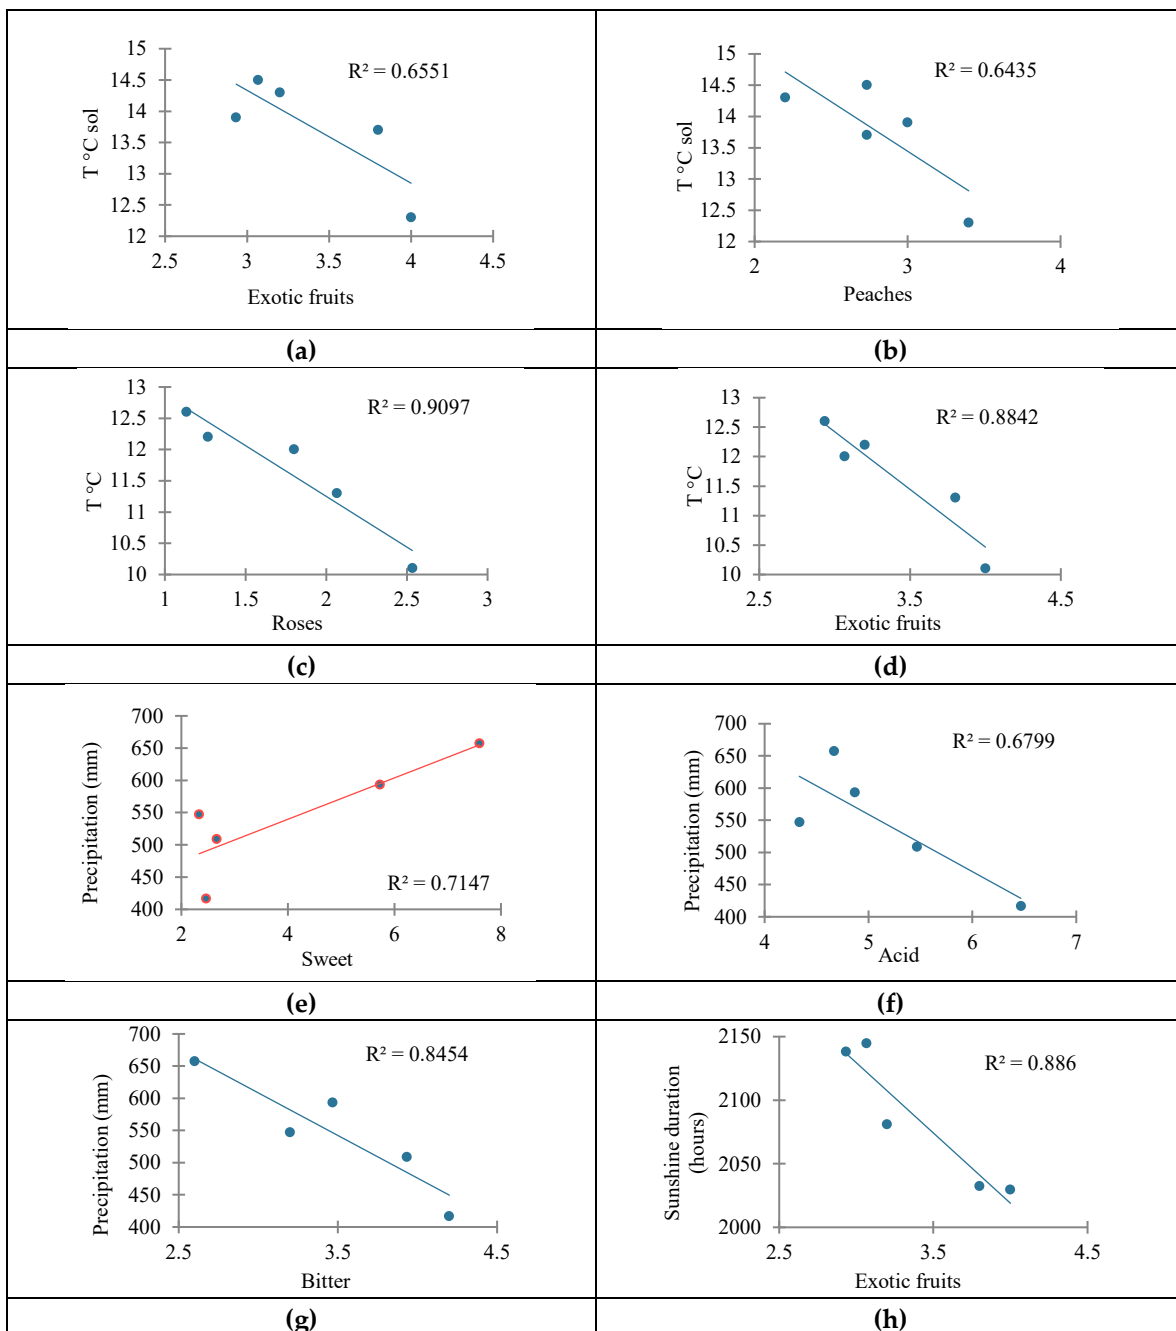 15
14.5
14
13.5
13
12.5
12
T °C sol
R² = 0.6551
2.5 3 3.5 4 4.5
Exotic fruits
(a)
15
14.5
14
13.5
13
12.5
12
T °C sol
R² = 0.6435
2 3 4
Peaches
(b)
13
12.5
12
11.5
11
10.5
10
T °C
R² = 0.9097
1 1.5 2 2.5 3
Roses
(c)
13
12.5
12
11.5
11
10.5
10
T °C
R² = 0.8842
2.5 3.5 4.5
Exotic fruits
(d)
700
650
600
550
500
450
400
Precipitation (mm)
R² = 0.7147
2 4 6 8
Sweet
(e)
700
650
600
550
500
450
400
Precipitation (mm)
R² = 0.6799
4 5 6 7
Acid
(f)
700
650
600
550
500
450
400
Precipitation (mm)
R² = 0.8454
2.5 3.5 4.5
Bitter
(g)
2150
2100
2050
2000
Sunshine duration
(hours)
R² = 0.886
2.5 3.5 4.5
Exotic fruits
(h)